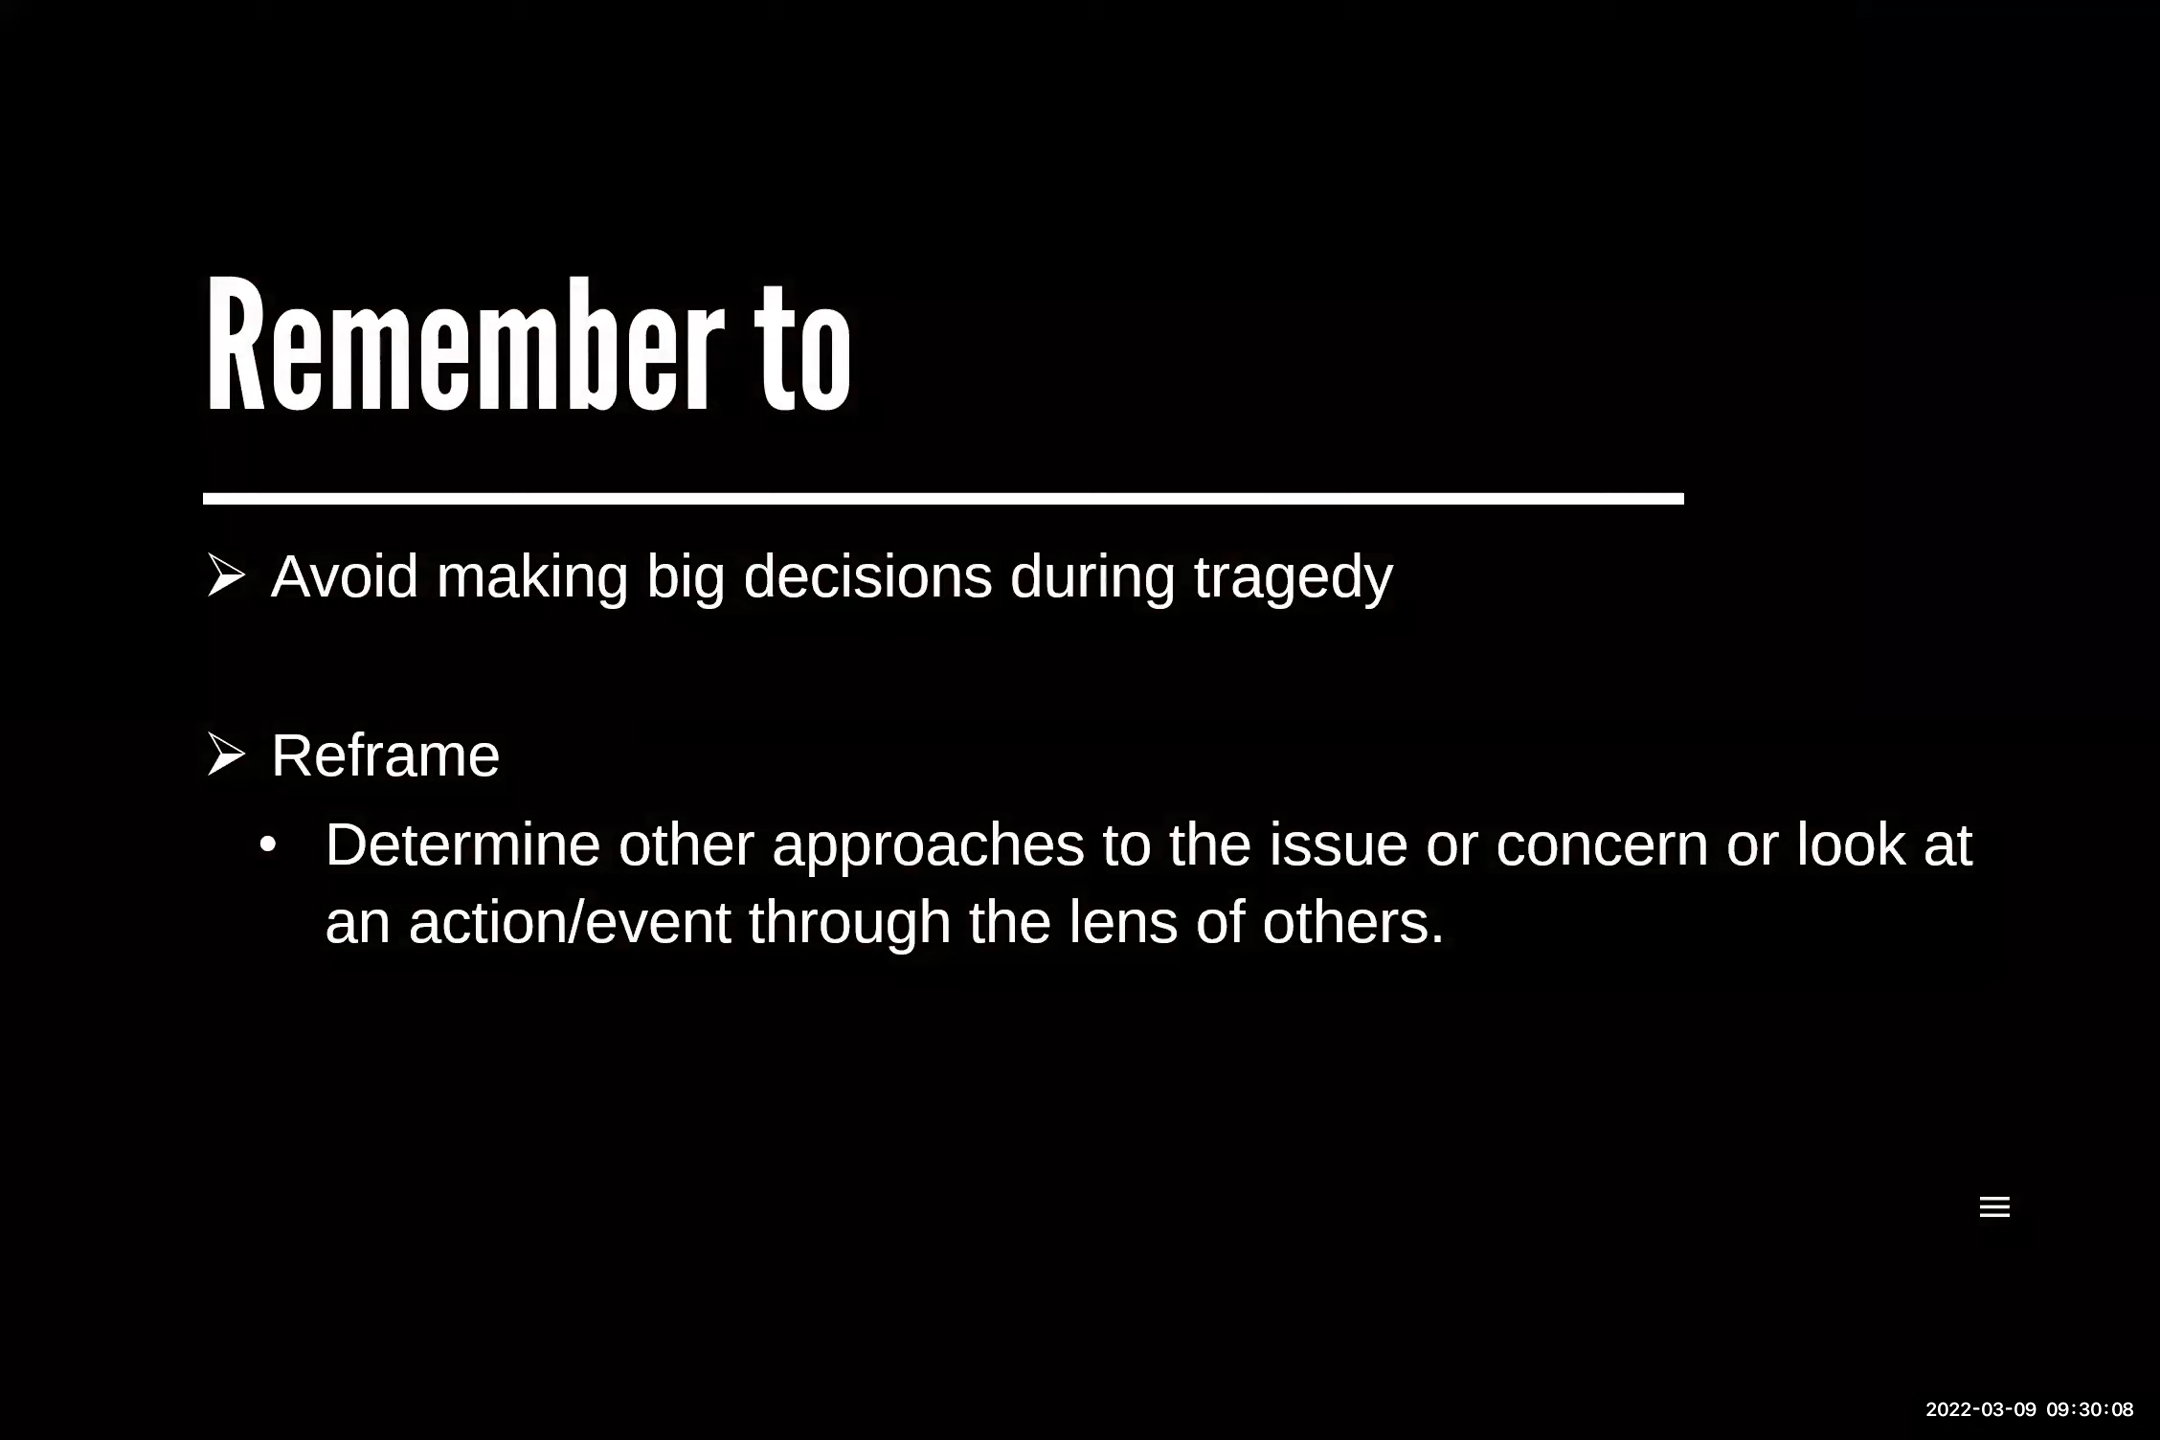 Remember to
➢ Avoid making big decisions during tragedy
➢ Reframe
• Determine other approaches to the issue or concern or look at
an action/event through the lens of others.
2022-03-09 09:30:08